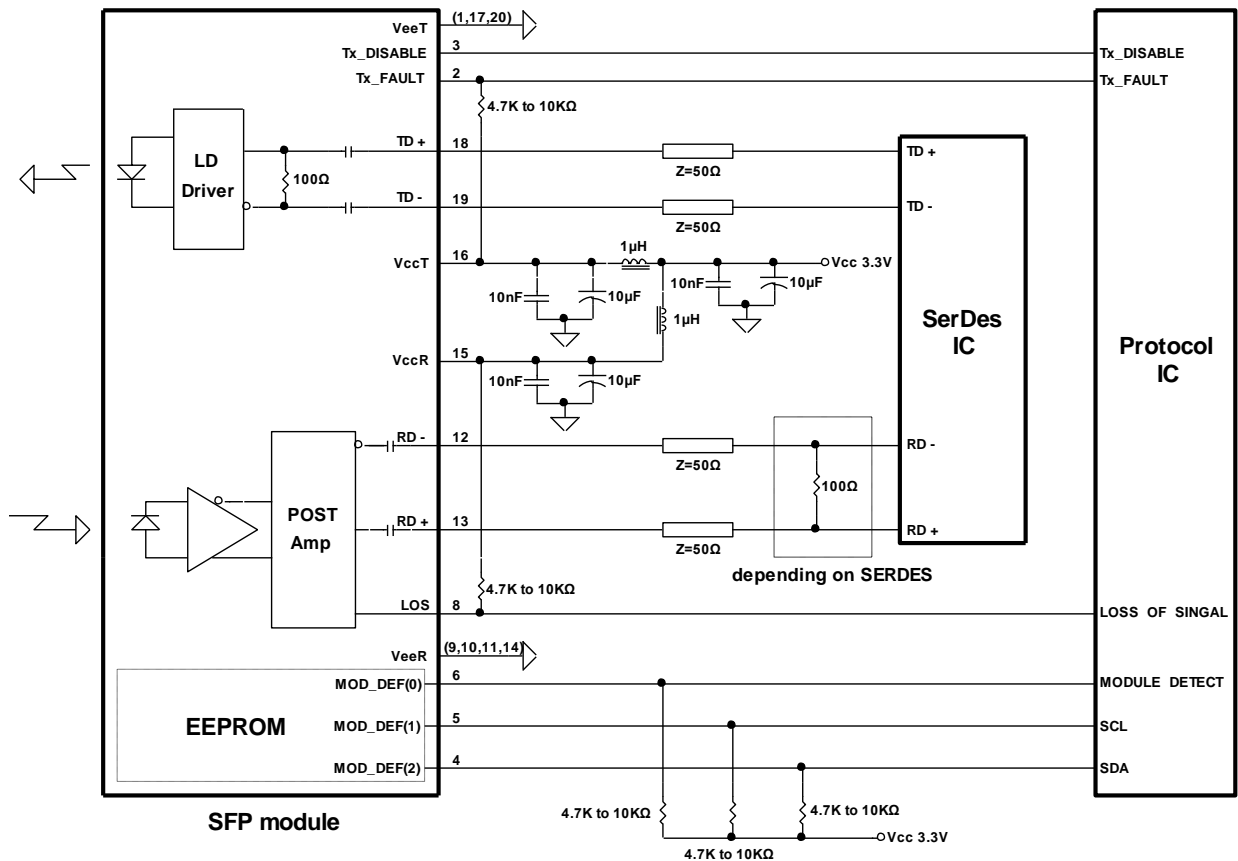 VeeT
(1,17,20)
Tx_DISABLE
3
Tx_DISABLE
Tx_FAULT
2
Tx_FAULT
4.7K to 10KΩ
LD
Driver
100Ω
TD +
18
Z=50Ω
TD +
TD -
19
Z=50Ω
TD -
1µH
VccT
16
Vcc 3.3V
10nF
10µF
10nF
10µF
1µH
SerDes
IC
Protocol
IC
VccR
15
10nF
10µF
RD -
12
Z=50Ω
RD -
100Ω
POST
Amp
RD +
13
Z=50Ω
RD +
depending on SERDES
4.7K to 10KΩ
LOS
8
LOSS OF SINGAL
VeeR
(9,10,11,14)
MOD_DEF(0)
6
MODULE DETECT
EEPROM
MOD_DEF(1)
5
SCL
MOD_DEF(2)
4
SDA
SFP module
4.7K to 10KΩ
4.7K to 10KΩ
Vcc 3.3V
4.7K to 10KΩ